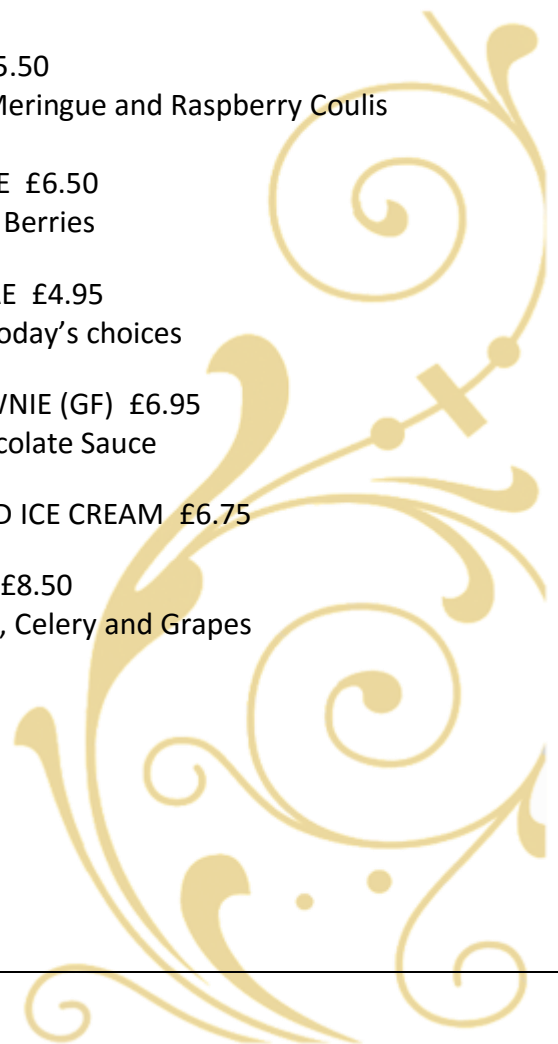 5.50
Meringue and Raspberry Coulis
E £6.50
Berries
E £4.95
oday’s choices
WNIE (GF) £6.95
colate Sauce
D ICE CREAM £6.75
£8.50
, Celery and Grapes